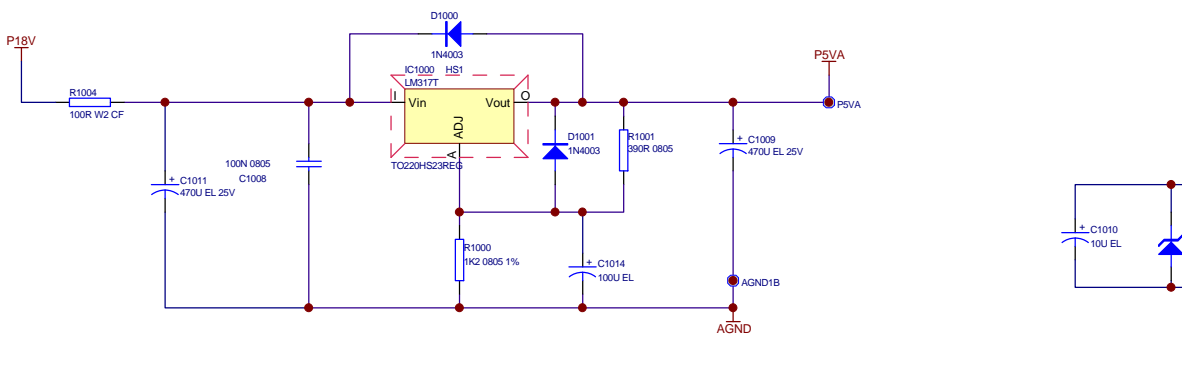 D1000
1N4003
P18V
P5VA
IC1000 HS1
LM317T
R1004
100R W2 CF
I
Vin
Vout
O
P5VA
ADJ
A
D1001
1N4003
R1001
390R 0805
+ C1009
470U EL 25V
TO220HS23REG
100N 0805
C1008
+ C1011
470U EL 25V
+ C1010
10U EL
R1000
1K2 0805 1%
+ C1014
100U EL
AGND1B
AGND